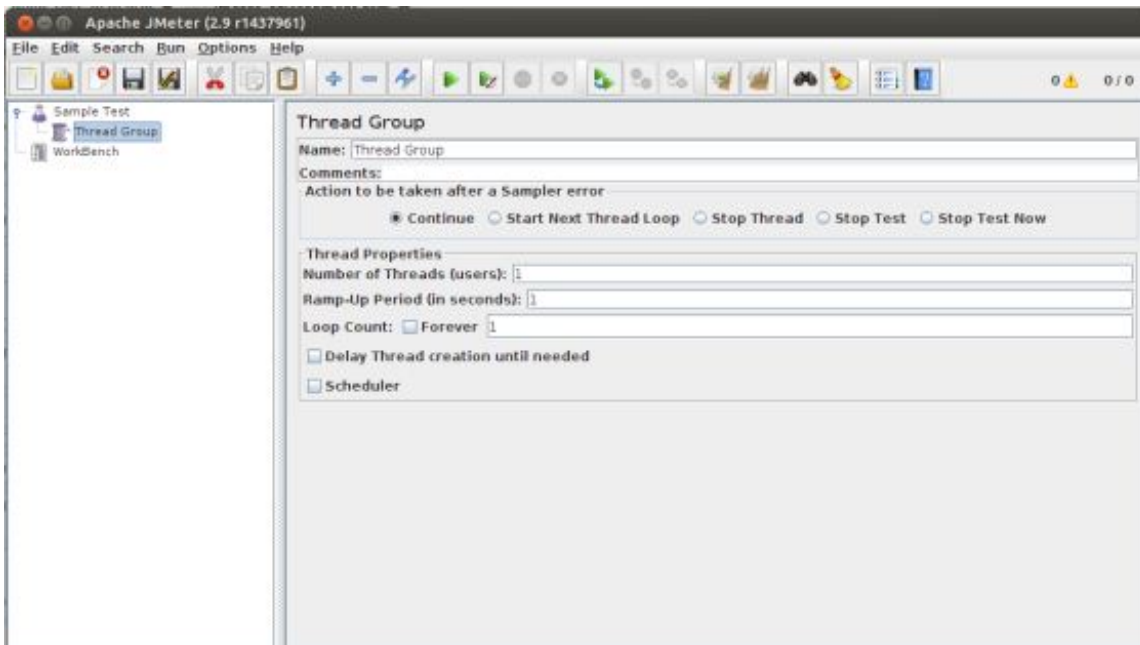 Apache JMeter (2.9 r1437961)
File Edit Search Run Options Help
0 0 / 0
Sample Test
Thread Group
WorkBench
Thread Group
Name: Thread Group
Comments:
Action to be taken after a Sampler error
Continue Start Next Thread Loop Stop Thread Stop Test Stop Test Now
Thread Properties
Number of Threads (users): 1
Ramp-Up Period (in seconds): 1
Loop Count: Forever 1
Delay Thread creation until needed
Scheduler